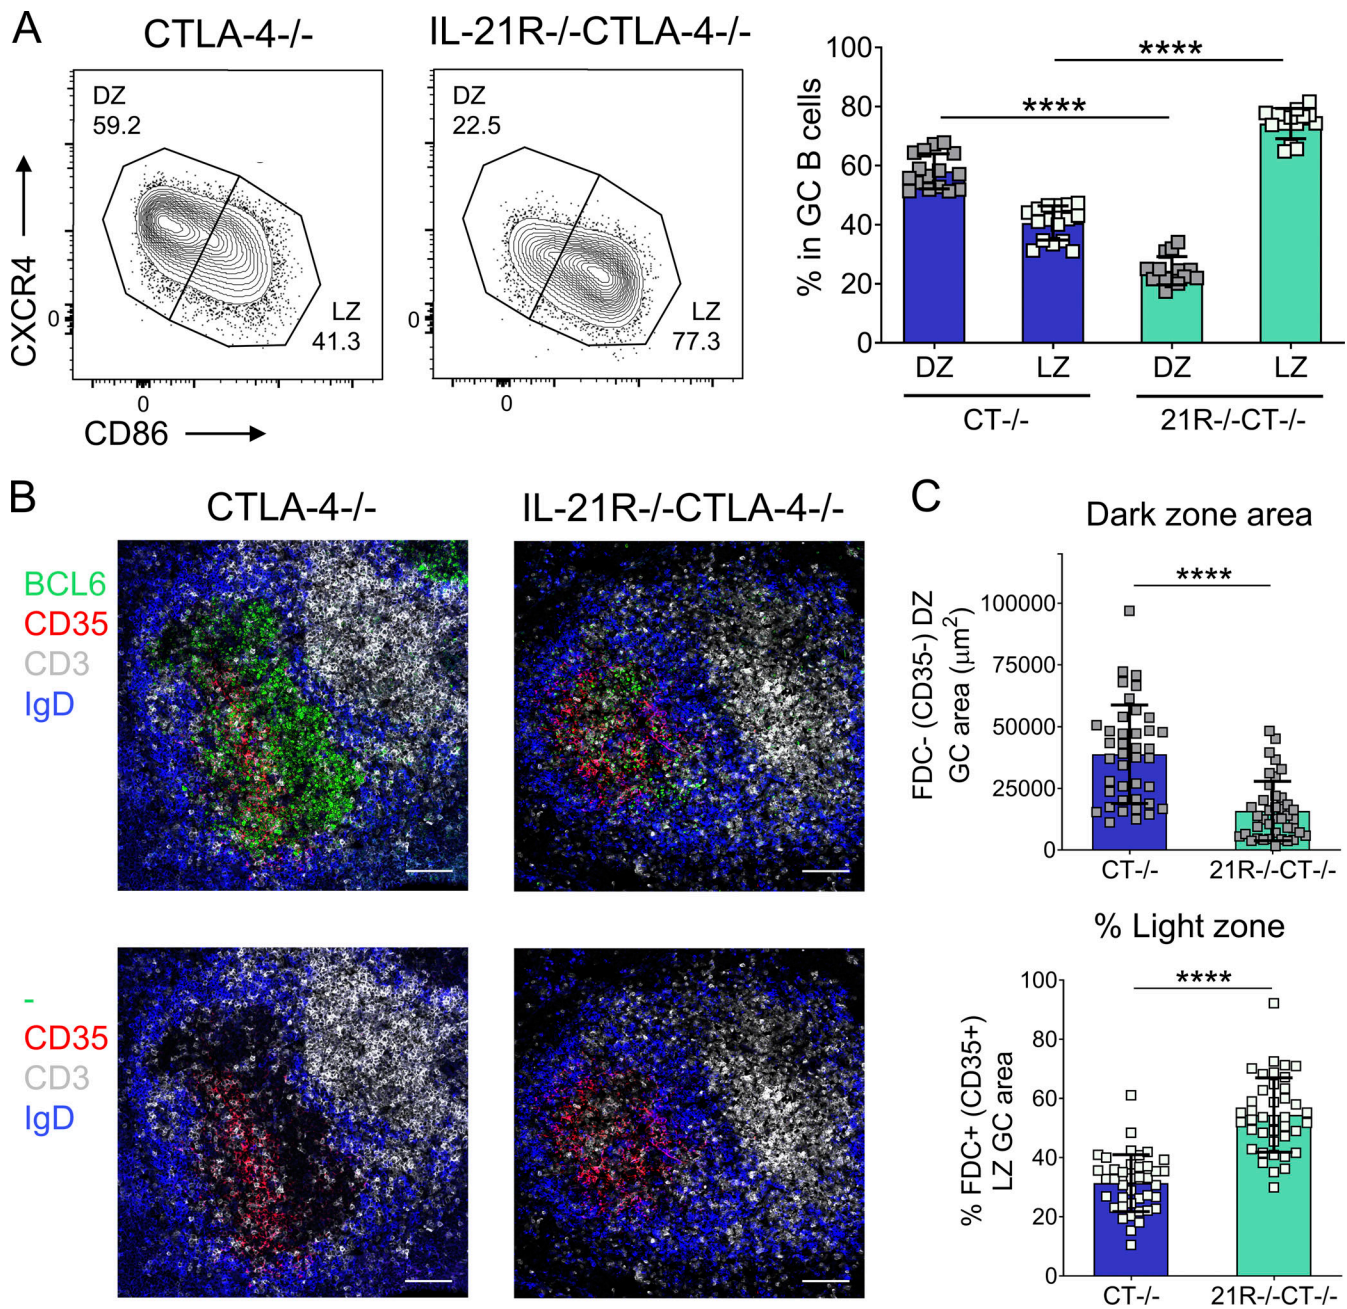 A
CTLA-4-/-
IL-21R-/-CTLA-4-/-
DZ
59.2
LZ
41.3
CXCR4
0
0
CD86
DZ
22.5
LZ
77.3
0
0
% in GC B cells
100
80
60
40
20
0
****
****
DZ
LZ
DZ
LZ
CT-/-
21R-/-CT-/-
B
CTLA-4-/-
IL-21R-/-CTLA-4-/-
BCL6
CD35
CD3
IgD
-
CD35
CD3
IgD
C
Dark zone area
FDC- (CD35-) DZ
GC area (µm²)
100000
75000
50000
25000
0
****
CT-/-
21R-/-CT-/-
% Light zone
% FDC+ (CD35+)
LZ GC area
100
80
60
40
20
0
****
CT-/-
21R-/-CT-/-